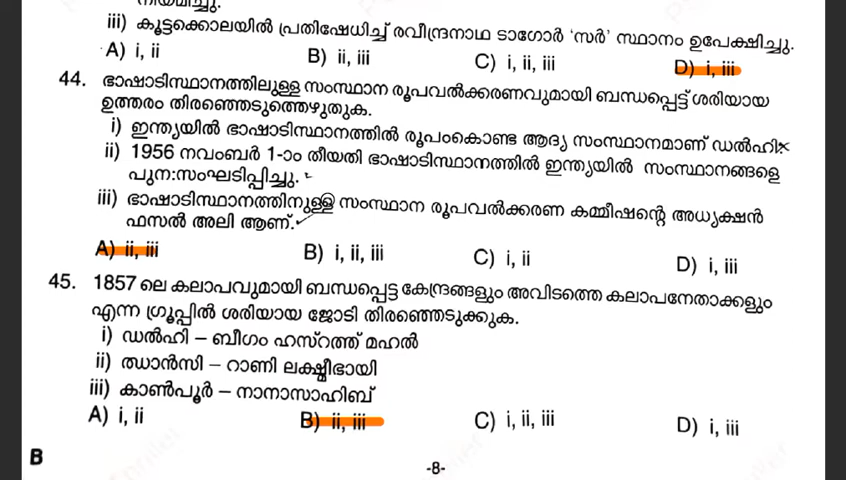 നിയമിച്ചു.
iii) കൂട്ടക്കൊലയിൽ പ്രതിഷേധിച്ച് രവീന്ദ്രനാഥ ടാഗോർ ‘സർ’ സ്ഥാനം ഉപേക്ഷിച്ചു.
A) i, ii B) ii, iii C) i, ii, iii D) i, iii
44. ഭാഷാടിസ്ഥാനത്തിലുള്ള സംസ്ഥാന രൂപവൽക്കരണവുമായി ബന്ധപ്പെട്ട് ശരിയായ
ഉത്തരം തിരഞ്ഞെടുത്തെഴുതുക.
i) ഇന്ത്യയിൽ ഭാഷാടിസ്ഥാനത്തിൽ രൂപംകൊണ്ട ആദ്യ സംസ്ഥാനമാണ് ഡൽഹി.
ii) 1956 നവംബർ 1-ാം തീയതി ഭാഷാടിസ്ഥാനത്തിൽ ഇന്ത്യയിൽ സംസ്ഥാനങ്ങളെ
പുന:സംഘടിപ്പിച്ചു.
iii) ഭാഷാടിസ്ഥാനത്തിനുള്ള സംസ്ഥാന രൂപവൽക്കരണ കമ്മീഷന്റെ അധ്യക്ഷൻ
ഫസൽ അലി ആണ്.
A) ii, iii B) i, ii, iii C) i, ii D) i, iii
45. 1857 ലെ കലാപവുമായി ബന്ധപ്പെട്ട കേന്ദ്രങ്ങളും അവിടത്തെ കലാപനേതാക്കളും
എന്ന ഗ്രൂപ്പിൽ ശരിയായ ജോടി തിരഞ്ഞെടുക്കുക.
i) ഡൽഹി – ബീഗം ഹസ്റത്ത് മഹൽ
ii) ഝാൻസി – റാണി ലക്ഷ്മീഭായി
iii) കാൺപൂർ – നാനാസാഹിബ്
A) i, ii B) ii, iii C) i, ii, iii D) i, iii
B -8-